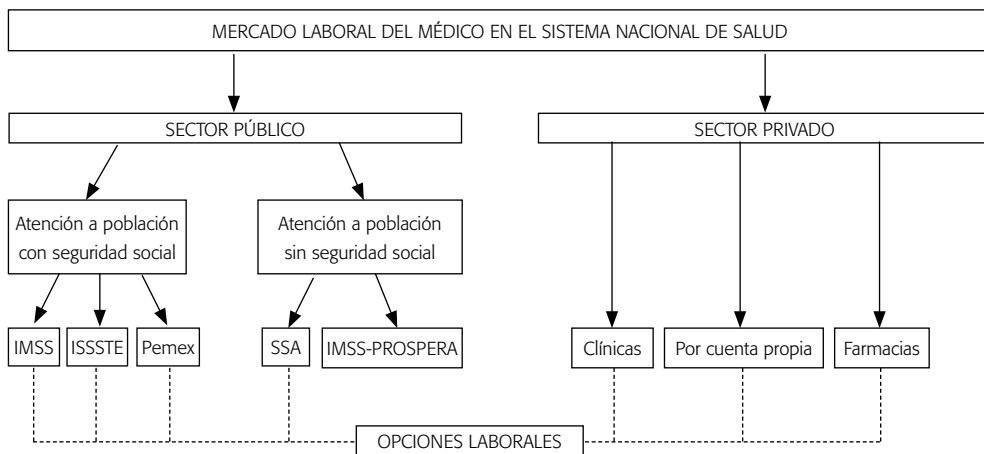 MERCADO LABORAL DEL MÉDICO EN EL SISTEMA NACIONAL DE SALUD
SECTOR PÚBLICO
SECTOR PRIVADO
Atención a población
con seguridad social
Atención a población
sin seguridad social
IMSS
ISSSTE
Pemex
SSA
IMSS-PROSPERA
Clínicas
Por cuenta propia
Farmacias
OPCIONES LABORALES